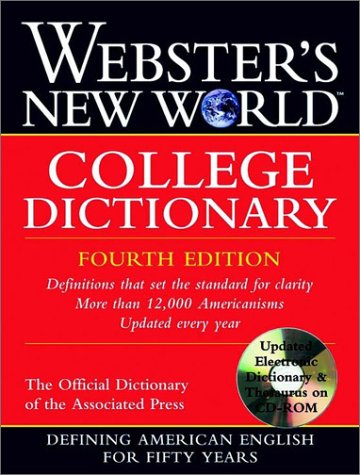 WEBSTER'S
NEW WORLD™
COLLEGE
DICTIONARY
FOURTH EDITION
Definitions that set the standard for clarity
More than 12,000 Americanisms
Updated every year
Updated
Electronic
Dictionary &
Thesaurus on
CD-ROM
The Official Dictionary
of the Associated Press
DEFINING AMERICAN ENGLISH
FOR FIFTY YEARS